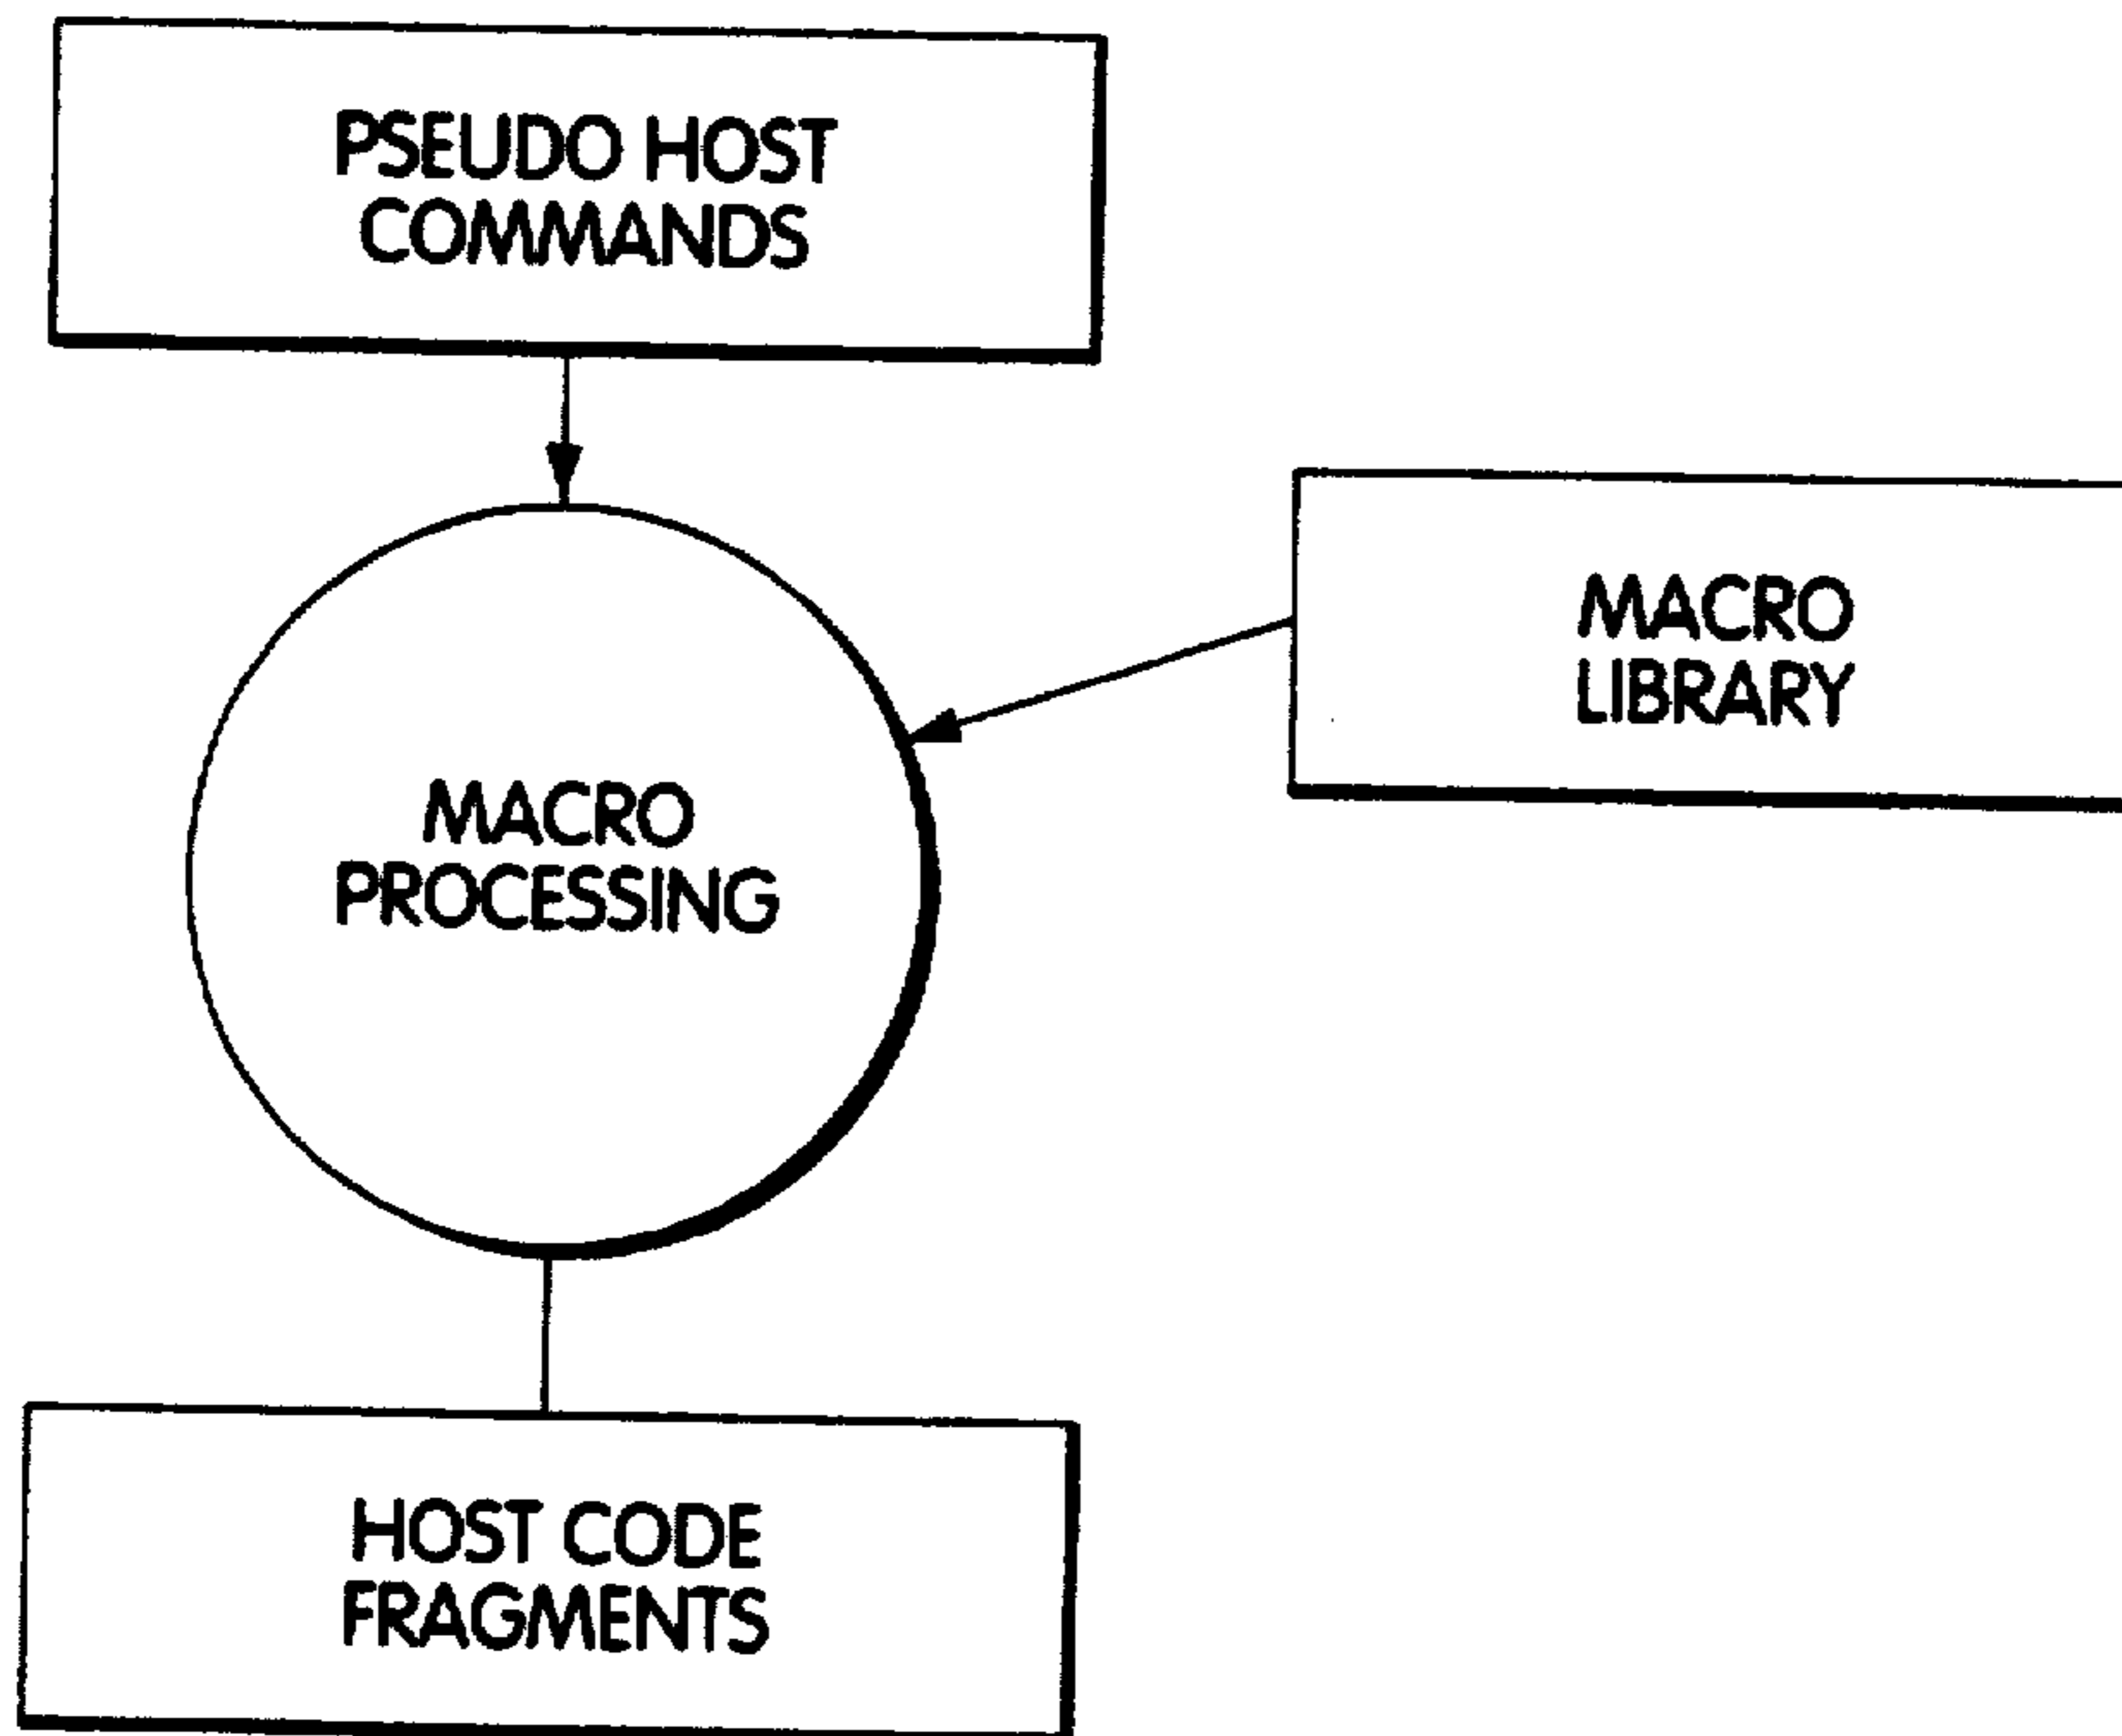 PSEUDO HOST
COMMANDS
MACRO
LIBRARY
MACRO
PROCESSING
HOST CODE
FRAGMENTS